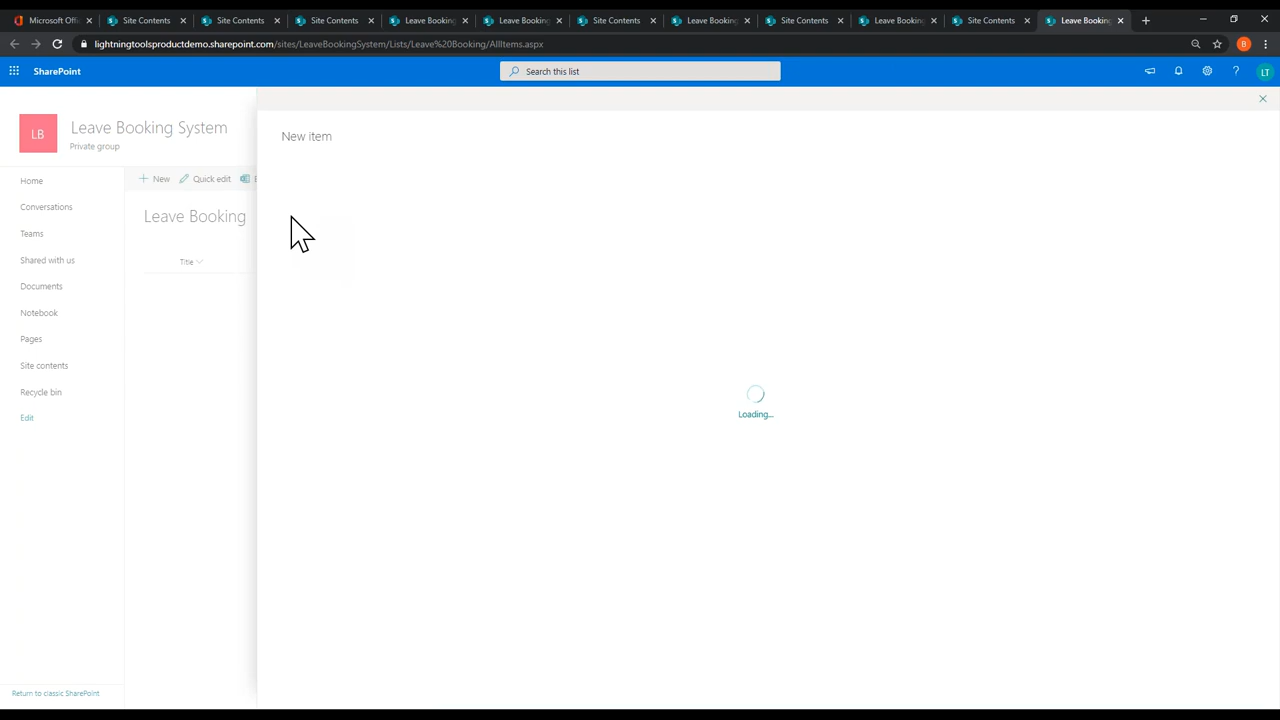 Microsoft Offi
Site Contents
Site Contents
Site Contents
Leave Booking
Leave Booking
Site Contents
Leave Booking
Site Contents
Leave Booking
Site Contents
Leave Booking
lightningtoolsproductdemo.sharepoint.com/sites/LeaveBookingSystem/Lists/Leave%20Booking/AllItems.aspx
B
SharePoint
Search this list
?
LT
LB
Leave Booking System
Private group
New item
Home
New
Quick edit
Conversations
Leave Booking
Teams
Shared with us
Title
Documents
Notebook
Pages
Site contents
Recycle bin
Loading...
Edit
Return to classic SharePoint